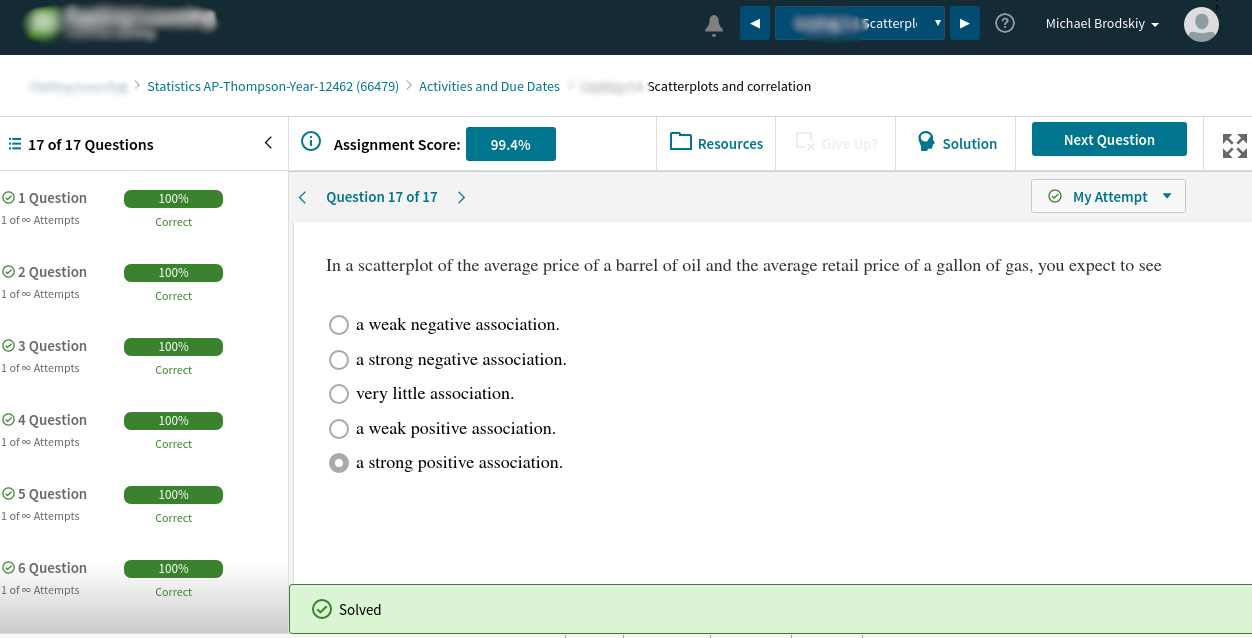 Scatterpl
Michael Brodskiy
Statistics AP-Thompson-Year-12462 (66479) > Activities and Due Dates > Scatterplots and correlation
17 of 17 Questions
Assignment Score: 99.4%
Resources
Give Up?
Solution
Next Question
1 Question 100%
1 of ∞ Attempts Correct
2 Question 100%
1 of ∞ Attempts Correct
3 Question 100%
1 of ∞ Attempts Correct
4 Question 100%
1 of ∞ Attempts Correct
5 Question 100%
1 of ∞ Attempts Correct
6 Question 100%
1 of ∞ Attempts Correct
Question 17 of 17
My Attempt
In a scatterplot of the average price of a barrel of oil and the average retail price of a gallon of gas, you expect to see
a weak negative association.
a strong negative association.
very little association.
a weak positive association.
a strong positive association.
Solved